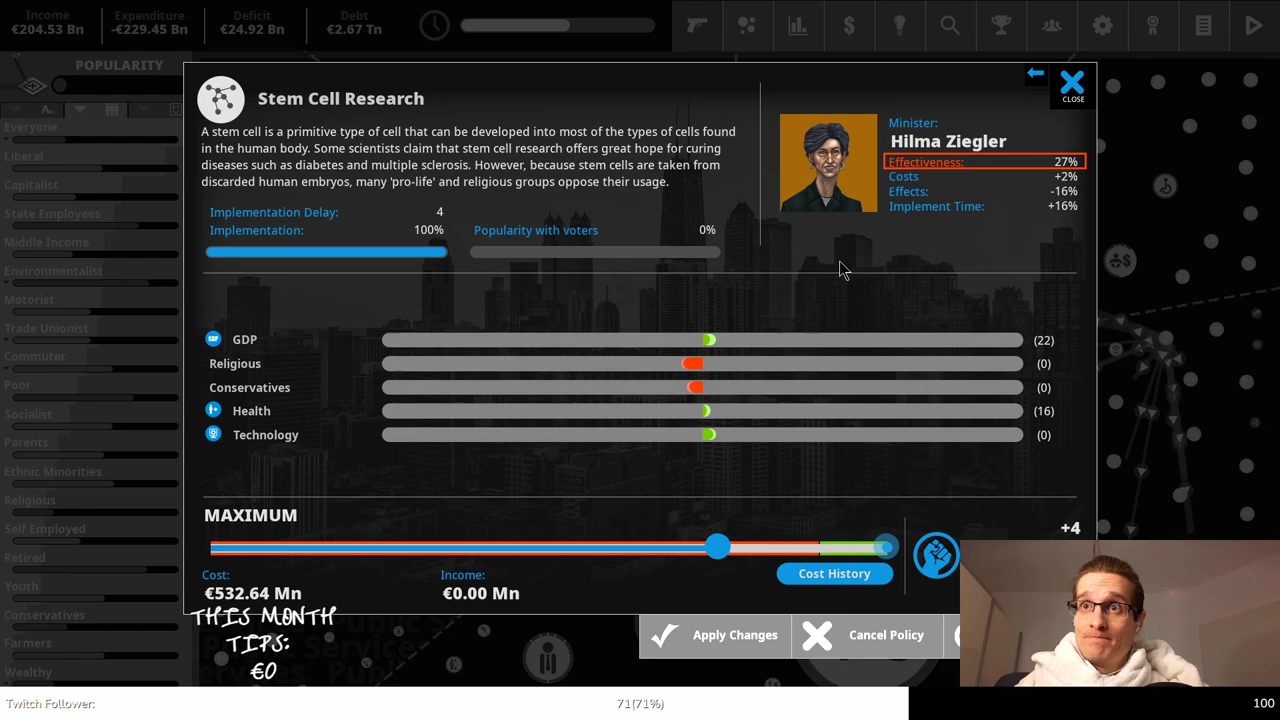 Income
Expenditure
Deficit
Debt
€204.53 Bn
-€229.45 Bn
€24.92 Bn
€2.67 Tn
POPULARITY
Everyone
Liberal
Capitalist
State Employees
Middle Income
Environmentalist
Motorist
Trade Unionist
Commuter
Poor
Socialist
Parents
Ethnic Minorities
Religious
Self Employed
Retired
Youth
Conservatives
Farmers
Wealthy
Stem Cell Research
A stem cell is a primitive type of cell that can be developed into most of the types of cells found
in the human body. Some scientists claim that stem cell research offers great hope for curing
diseases such as diabetes and multiple sclerosis. However, because stem cells are taken from
discarded human embryos, many 'pro-life' and religious groups oppose their usage.
Implementation Delay: 4
Implementation: 100%
Popularity with voters 0%
CLOSE
Minister:
Hilma Ziegler
Effectiveness: 27%
Costs +2%
Effects: -16%
Implement Time: +16%
GDP (22)
Religious (0)
Conservatives (0)
Health (16)
Technology (0)
MAXIMUM
+4
Cost:
€532.64 Mn
Income:
€0.00 Mn
Cost History
Apply Changes
Cancel Policy
THIS MONTH
TIPS:
€0
Twitch Follower:
71(71%)
100